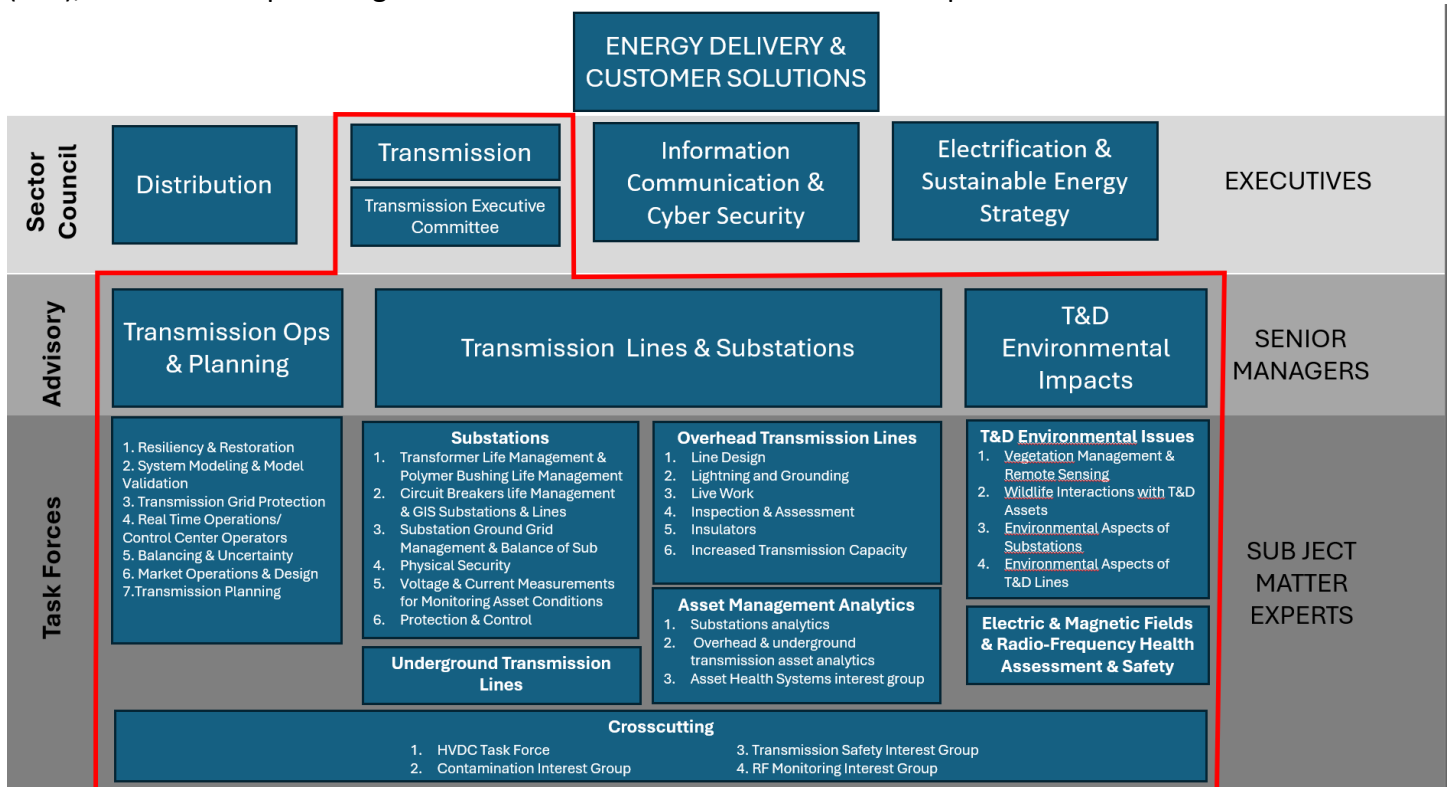 ENERGY DELIVERY &
CUSTOMER SOLUTIONS
Sector
Council
Distribution
Transmission
Transmission Executive
Committee
Information
Communication &
Cyber Security
Electrification &
Sustainable Energy
Strategy
EXECUTIVES
Advisory
Transmission Ops
& Planning
Transmission Lines & Substations
T&D
Environmental
Impacts
SENIOR
MANAGERS
Task Forces
1. Resiliency & Restoration
2. System Modeling & Model
Validation
3. Transmission Grid Protection
4. Real Time Operations/
Control Center Operators
5. Balancing & Uncertainty
6. Market Operations & Design
7.Transmission Planning
Substations
1. Transformer Life Management &
Polymer Bushing Life Management
2. Circuit Breakers life Management
& GIS Substations & Lines
3. Substation Ground Grid
Management & Balance of Sub
4. Physical Security
5. Voltage & Current Measurements
for Monitoring Asset Conditions
6. Protection & Control
Underground Transmission
Lines
Overhead Transmission Lines
1. Line Design
2. Lightning and Grounding
3. Live Work
4. Inspection & Assessment
5. Insulators
6. Increased Transmission Capacity
Asset Management Analytics
1. Substations analytics
2. Overhead & underground
transmission asset analytics
3. Asset Health Systems interest group
T&D Environmental Issues
1. Vegetation Management &
Remote Sensing
2. Wildlife Interactions with T&D
Assets
3. Environmental Aspects of
Substations
4. Environmental Aspects of
T&D Lines
Electric & Magnetic Fields
& Radio-Frequency Health
Assessment & Safety
SUB JECT
MATTER
EXPERTS
Crosscutting
1. HVDC Task Force
2. Contamination Interest Group
3. Transmission Safety Interest Group
4. RF Monitoring Interest Group